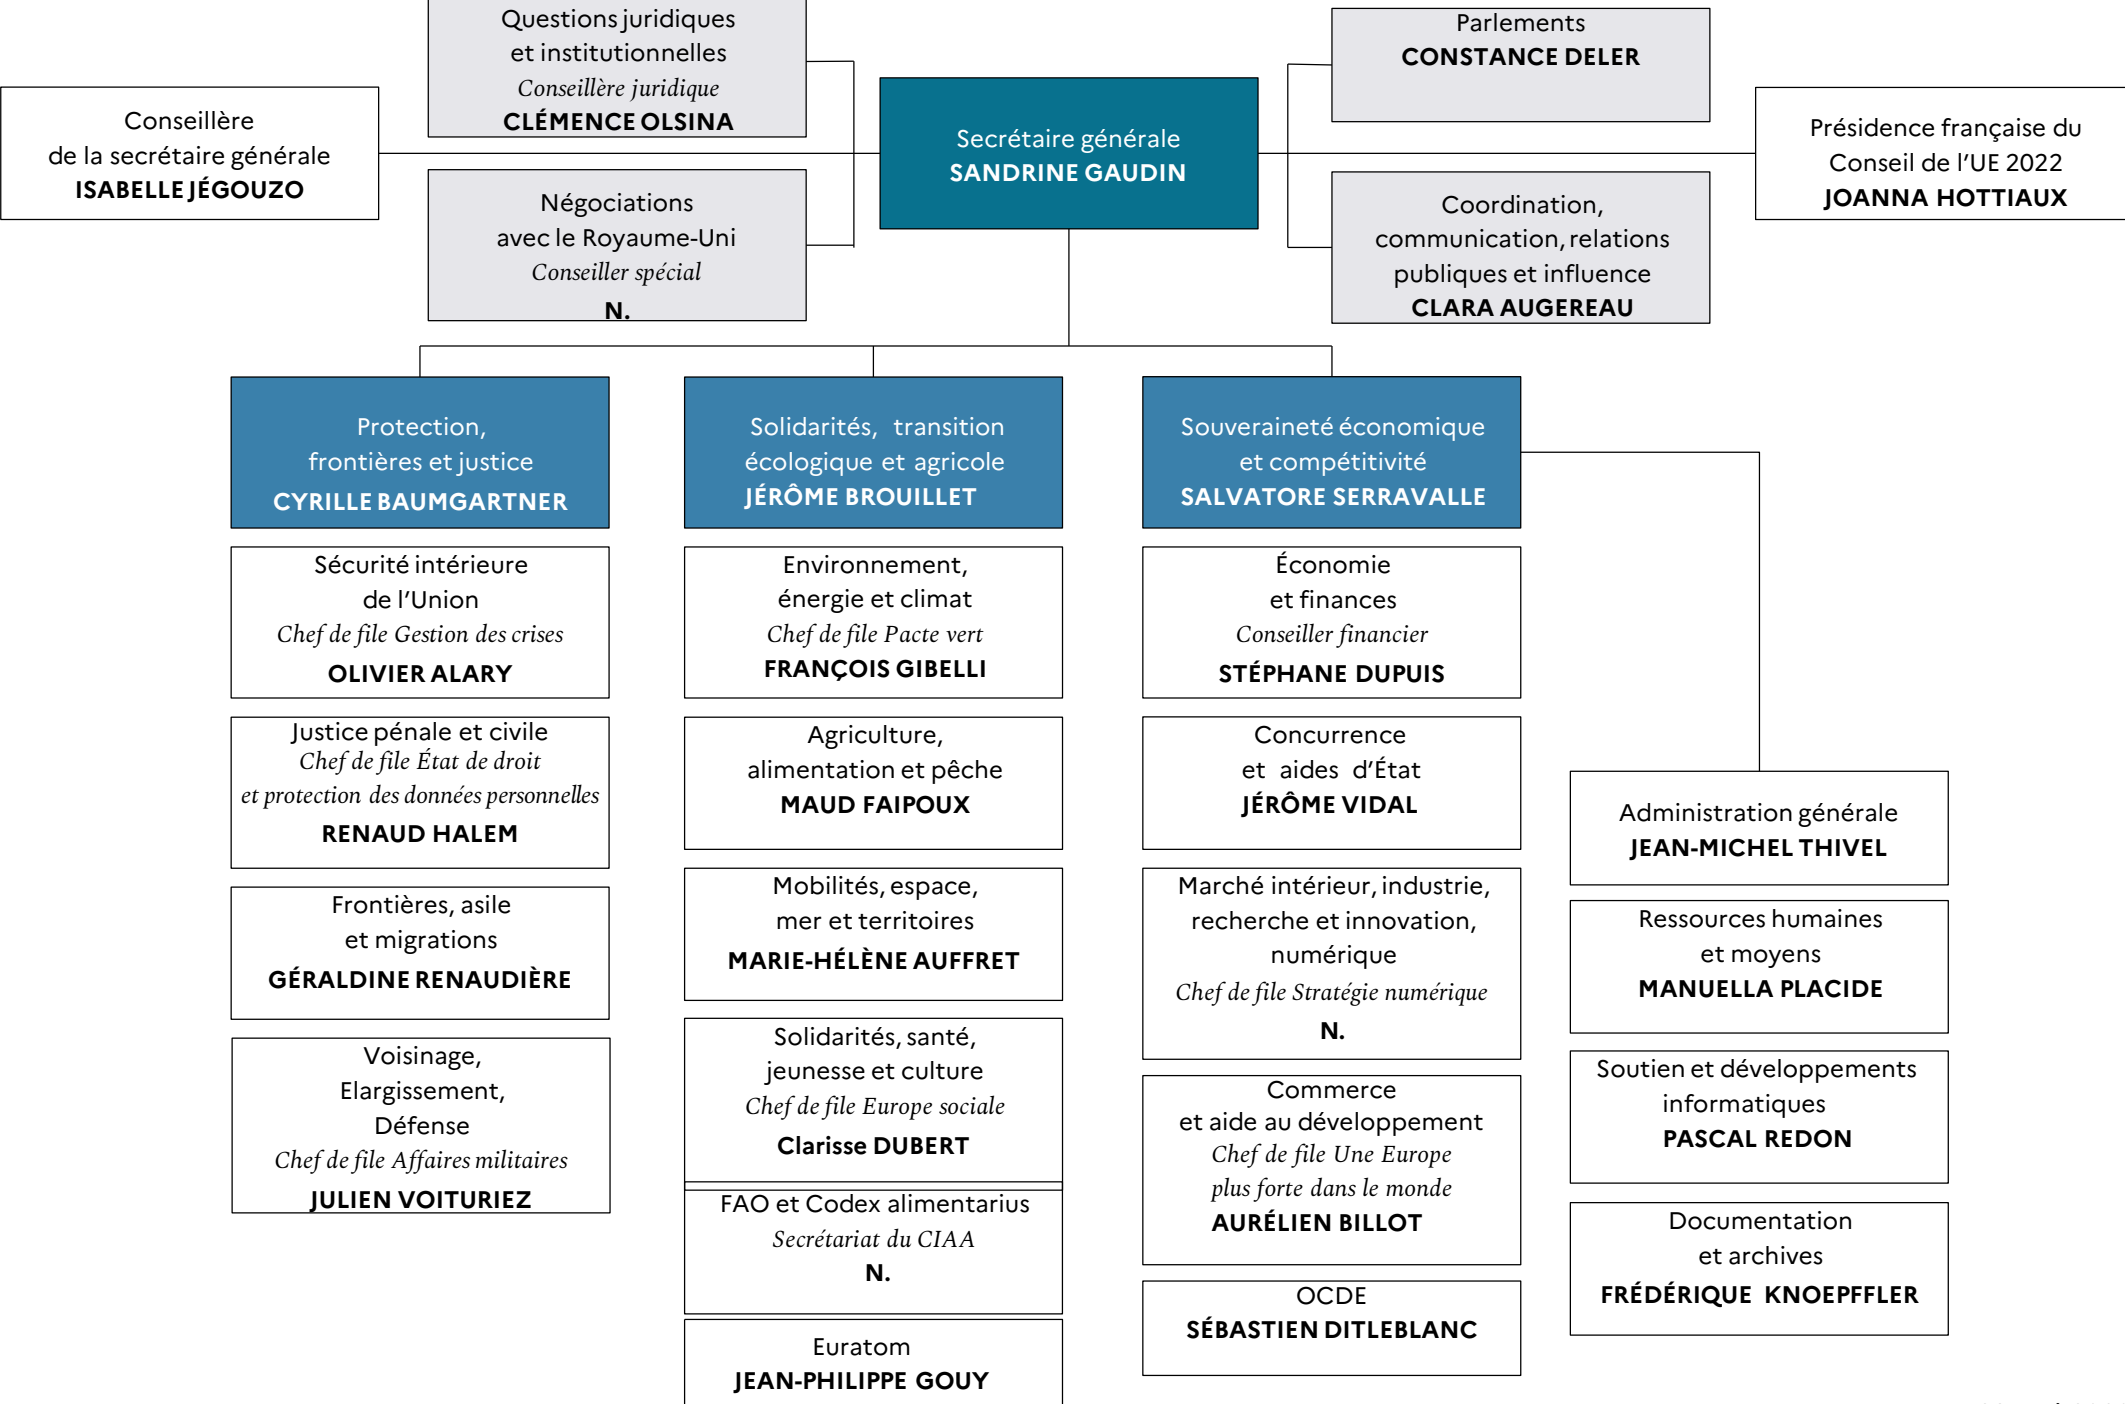 Questions juridiques
et institutionnelles
Conseillère juridique
CLÉMENCE OLSINA
Parlements
CONSTANCE DELER
Conseillère
de la secrétaire générale
ISABELLE JÉGOUZO
Secrétaire générale
SANDRINE GAUDIN
Présidence française du
Conseil de l’UE 2022
JOANNA HOTTIAUX
Négociations
avec le Royaume-Uni
Conseiller spécial
N.
Coordination,
communication, relations
publiques et influence
CLARA AUGEREAU
Protection,
frontières et justice
CYRILLE BAUMGARTNER
Sécurité intérieure
de l’Union
Chef de file Gestion des crises
OLIVIER ALARY
Justice pénale et civile
Chef de file État de droit
et protection des données personnelles
RENAUD HALEM
Frontières, asile
et migrations
GÉRALDINE RENAUDIÈRE
Voisinage,
Elargissement,
Défense
Chef de file Affaires militaires
JULIEN VOITURIEZ
Solidarités, transition
écologique et agricole
JÉRÔME BROUILLET
Environnement,
énergie et climat
Chef de file Pacte vert
FRANÇOIS GIBELLI
Agriculture,
alimentation et pêche
MAUD FAIPOUX
Mobilités, espace,
mer et territoires
MARIE-HÉLÈNE AUFFRET
Solidarités, santé,
jeunesse et culture
Chef de file Europe sociale
Clarisse DUBERT
FAO et Codex alimentarius
Secrétariat du CIAA
N.
Euratom
JEAN-PHILIPPE GOUY
Souveraineté économique
et compétitivité
SALVATORE SERRAVALLE
Économie
et finances
Conseiller financier
STÉPHANE DUPUIS
Concurrence
et aides d’État
JÉRÔME VIDAL
Marché intérieur, industrie,
recherche et innovation,
numérique
Chef de file Stratégie numérique
N.
Commerce
et aide au développement
Chef de file Une Europe
plus forte dans le monde
AURÉLIEN BILLOT
OCDE
SÉBASTIEN DITLEBLANC
Administration générale
JEAN-MICHEL THIVEL
Ressources humaines
et moyens
MANUELLA PLACIDE
Soutien et développements
informatiques
PASCAL REDON
Documentation
et archives
FRÉDÉRIQUE KNOEPFFLER